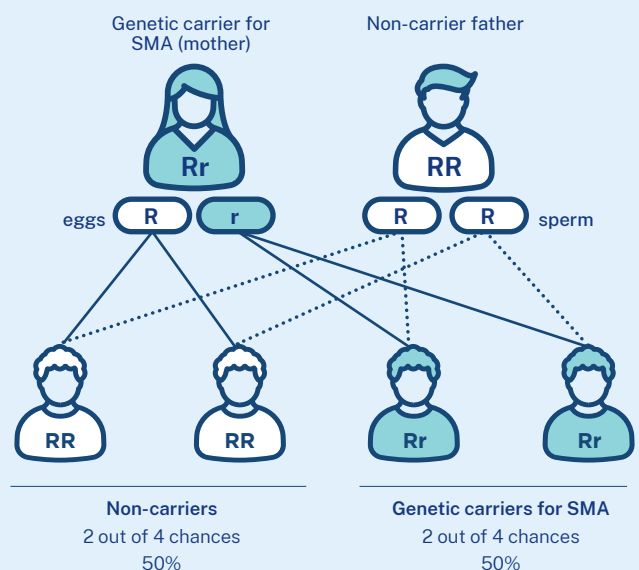 Genetic carrier for
SMA (mother)
Non-carrier father
Rr
RR
eggs
R
r
R
R
sperm
RR
RR
Rr
Rr
Non-carriers
2 out of 4 chances
50%
Genetic carriers for SMA
2 out of 4 chances
50%